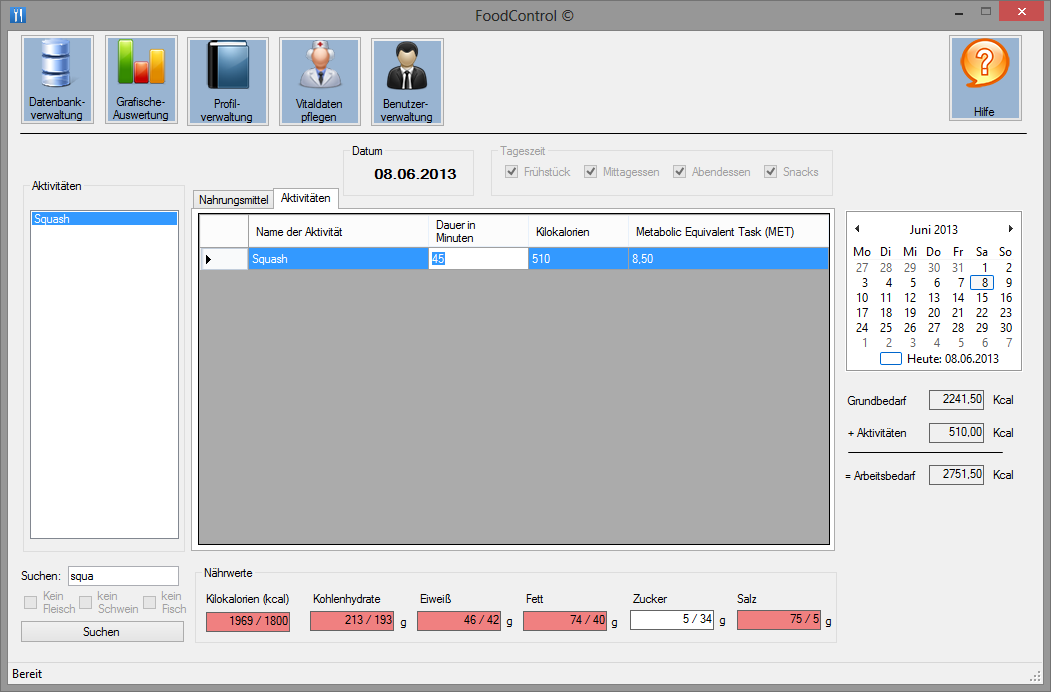 FoodControl ©
Datenbank-
verwaltung
Grafische-
Auswertung
Profil-
verwaltung
Vitaldaten
pflegen
Benutzer-
verwaltung
Hilfe
Datum
08.06.2013
Tageszeit
Frühstück Mittagessen Abendessen Snacks
Aktivitäten
Squash
Nahrungsmittel Aktivitäten
Name der Aktivität
Dauer in
Minuten
Kilokalorien
Metabolic Equivalent Task (MET)
Squash 45 510 8,50
Juni 2013
Mo Di Mi Do Fr Sa So
27 28 29 30 31 1 2
3 4 5 6 7 8 9
10 11 12 13 14 15 16
17 18 19 20 21 22 23
24 25 26 27 28 29 30
1 2 3 4 5 6 7
Heute: 08.06.2013
Grundbedarf 2241,50 Kcal
+ Aktivitäten 510,00 Kcal
= Arbeitsbedarf 2751,50 Kcal
Suchen: squa
Kein
Fleisch
kein
Schwein
kein
Fisch
Suchen
Nährwerte
Kilokalorien (kcal) Kohlenhydrate Eiweiß Fett Zucker Salz
1969 / 1800 213 / 193 g 46 / 42 g 74 / 40 g 5 / 34 g 75 / 5 g
Bereit